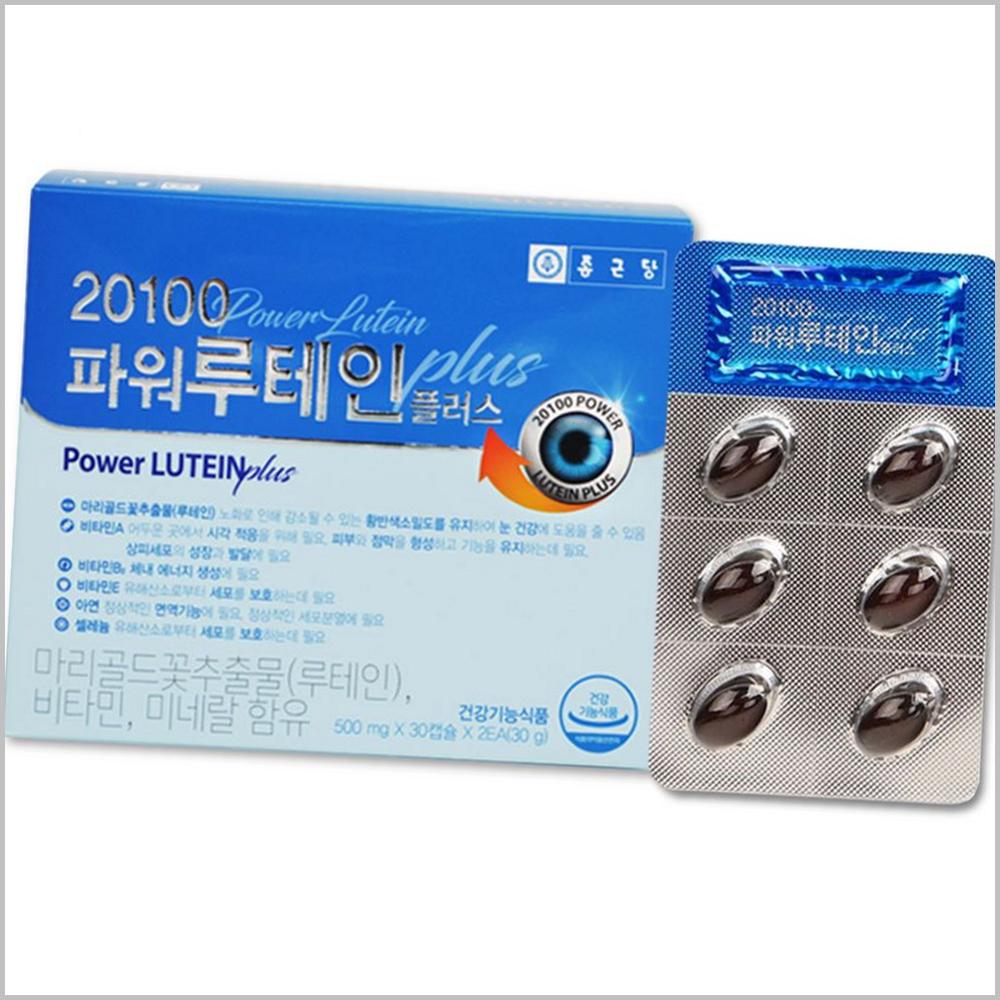 종근당
20100 Power Lutein
파워루테인 plus
플러스
20100 POWER
LUTEIN PLUS
Power LUTEIN plus
마리골드꽃추출물(루테인) 노화로 인해 감소될 수 있는 황반색소밀도를 유지하여 눈 건강에 도움을 줄 수 있음
비타민A 어두운 곳에서 시각 적응을 위해 필요, 피부와 점막을 형성하고 기능을 유지하는데 필요,
상피세포의 성장과 발달에 필요
비타민B₂ 체내 에너지 생성에 필요
비타민E 유해산소로부터 세포를 보호하는데 필요
아연 정상적인 면역기능에 필요, 정상적인 세포분열에 필요
셀레늄 유해산소로부터 세포를 보호하는데 필요
마리골드꽃추출물(루테인),
비타민, 미네랄 함유
건강기능식품
500 mg X 30캡슐 X 2EA(30 g)
건강
기능식품
20100
파워루테인 plus